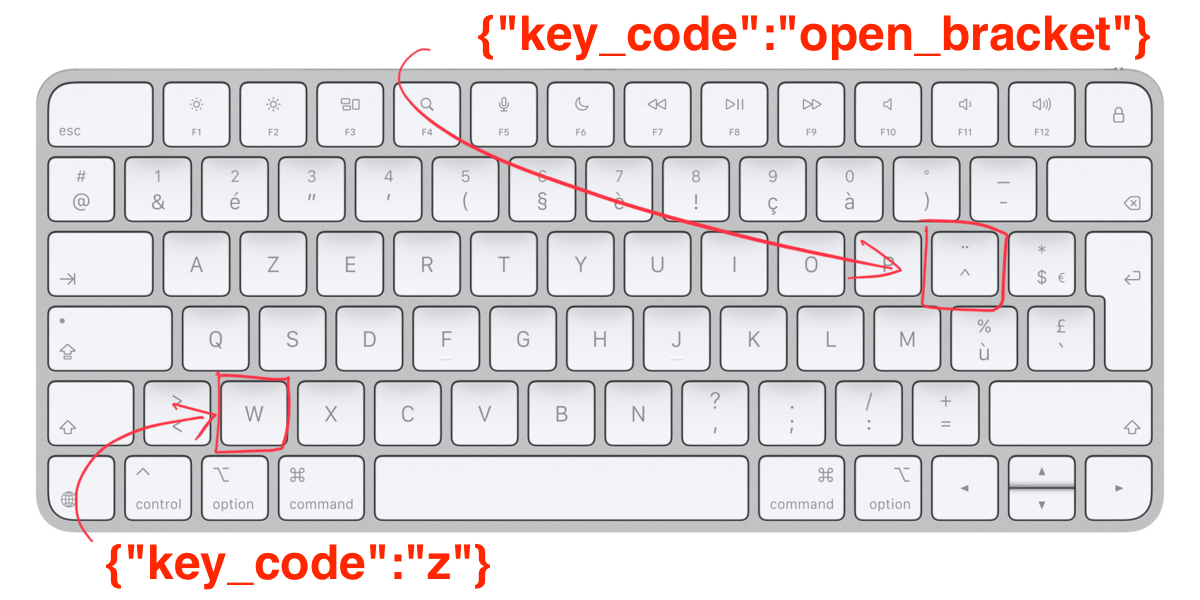 {"key_code":"open_bracket"}
esc F1 F2 F3 F4 F5 F6 F7 F8 F9 F10 F11 F12
# 1 2 3 4 5 6 7 8 9 0 ° _
@ & é " ' ( § è ! ç à ) -
A Z E R T Y U I O P ¨ *
^ $ €
Q S D F G H J K L M % £
ù `
> W X C V B N ? . / +
< , ; : =
^ ⌥ ⌘ ⌘ ⌥
control option command command option
{"key_code":"z"}